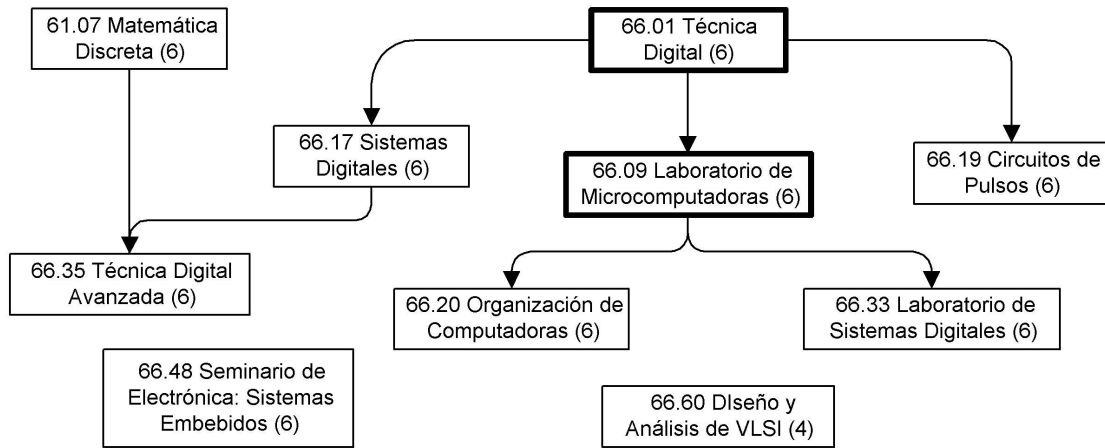 61.07 Matemática
Discreta (6)
66.01 Técnica
Digital (6)
66.17 Sistemas
Digitales (6)
66.09 Laboratorio de
Microcomputadoras (6)
66.19 Circuitos de
Pulsos (6)
66.35 Técnica Digital
Avanzada (6)
66.20 Organización de
Computadoras (6)
66.33 Laboratorio de
Sistemas Digitales (6)
66.48 Seminario de
Electrónica: Sistemas
Embebidos (6)
66.60 DIseño y
Análisis de VLSI (4)